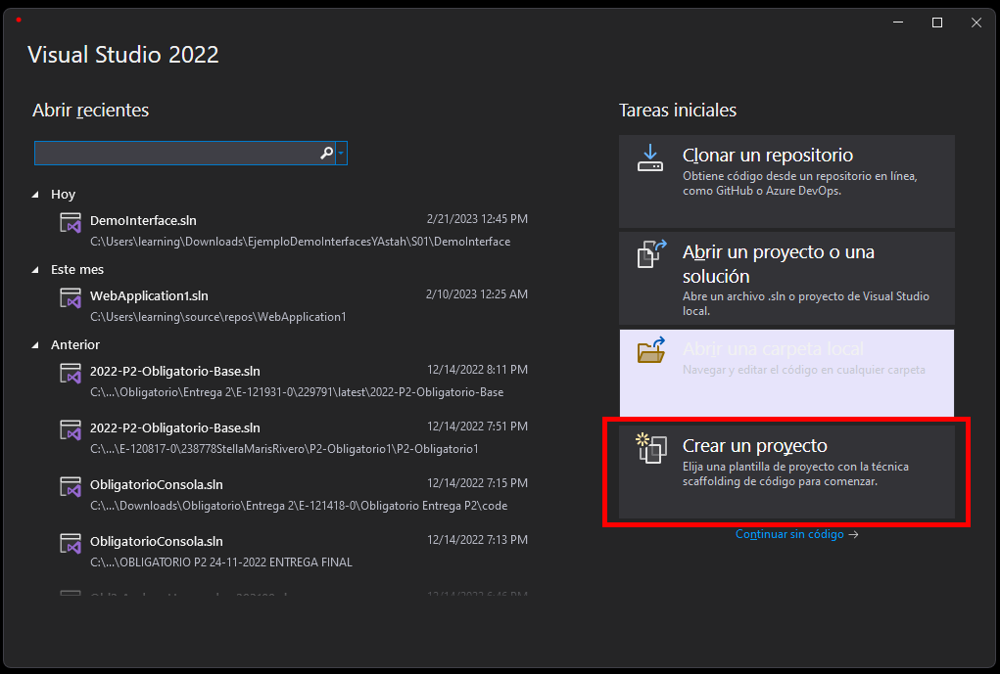 Visual Studio 2022
Abrir recientes
Hoy
DemoInterface.sln
2/21/2023 12:45 PM
C:\Users\learning\Downloads\EjemploDemoInterfacesYAstah\S01\DemoInterface
Este mes
WebApplication1.sln
2/10/2023 12:25 AM
C:\Users\learning\source\repos\WebApplication1
Anterior
2022-P2-Obligatorio-Base.sln
12/14/2022 8:11 PM
C:\...\Obligatorio\Entrega 2\E-121931-0\229791\latest\2022-P2-Obligatorio-Base
2022-P2-Obligatorio-Base.sln
12/14/2022 7:51 PM
C:\...\E-120817-0\238778StellaMarisRivero\P2-Obligatorio1\P2-Obligatorio1
ObligatorioConsola.sln
12/14/2022 7:15 PM
C:\...\Downloads\Obligatorio\Entrega 2\E-121418-0\Obligatorio Entrega P2\code
ObligatorioConsola.sln
12/14/2022 7:13 PM
C:\...\OBLIGATORIO P2 24-11-2022 ENTREGA FINAL
Tareas iniciales
Clonar un repositorio
Obtiene código desde un repositorio en línea,
como GitHub o Azure DevOps.
Abrir un proyecto o una
solución
Abre un archivo .sln o proyecto de Visual Studio
local.
Abrir una carpeta local
Navegar y editar el código en cualquier carpeta
Crear un proyecto
Elija una plantilla de proyecto con la técnica
scaffolding de código para comenzar.
Continuar sin código →